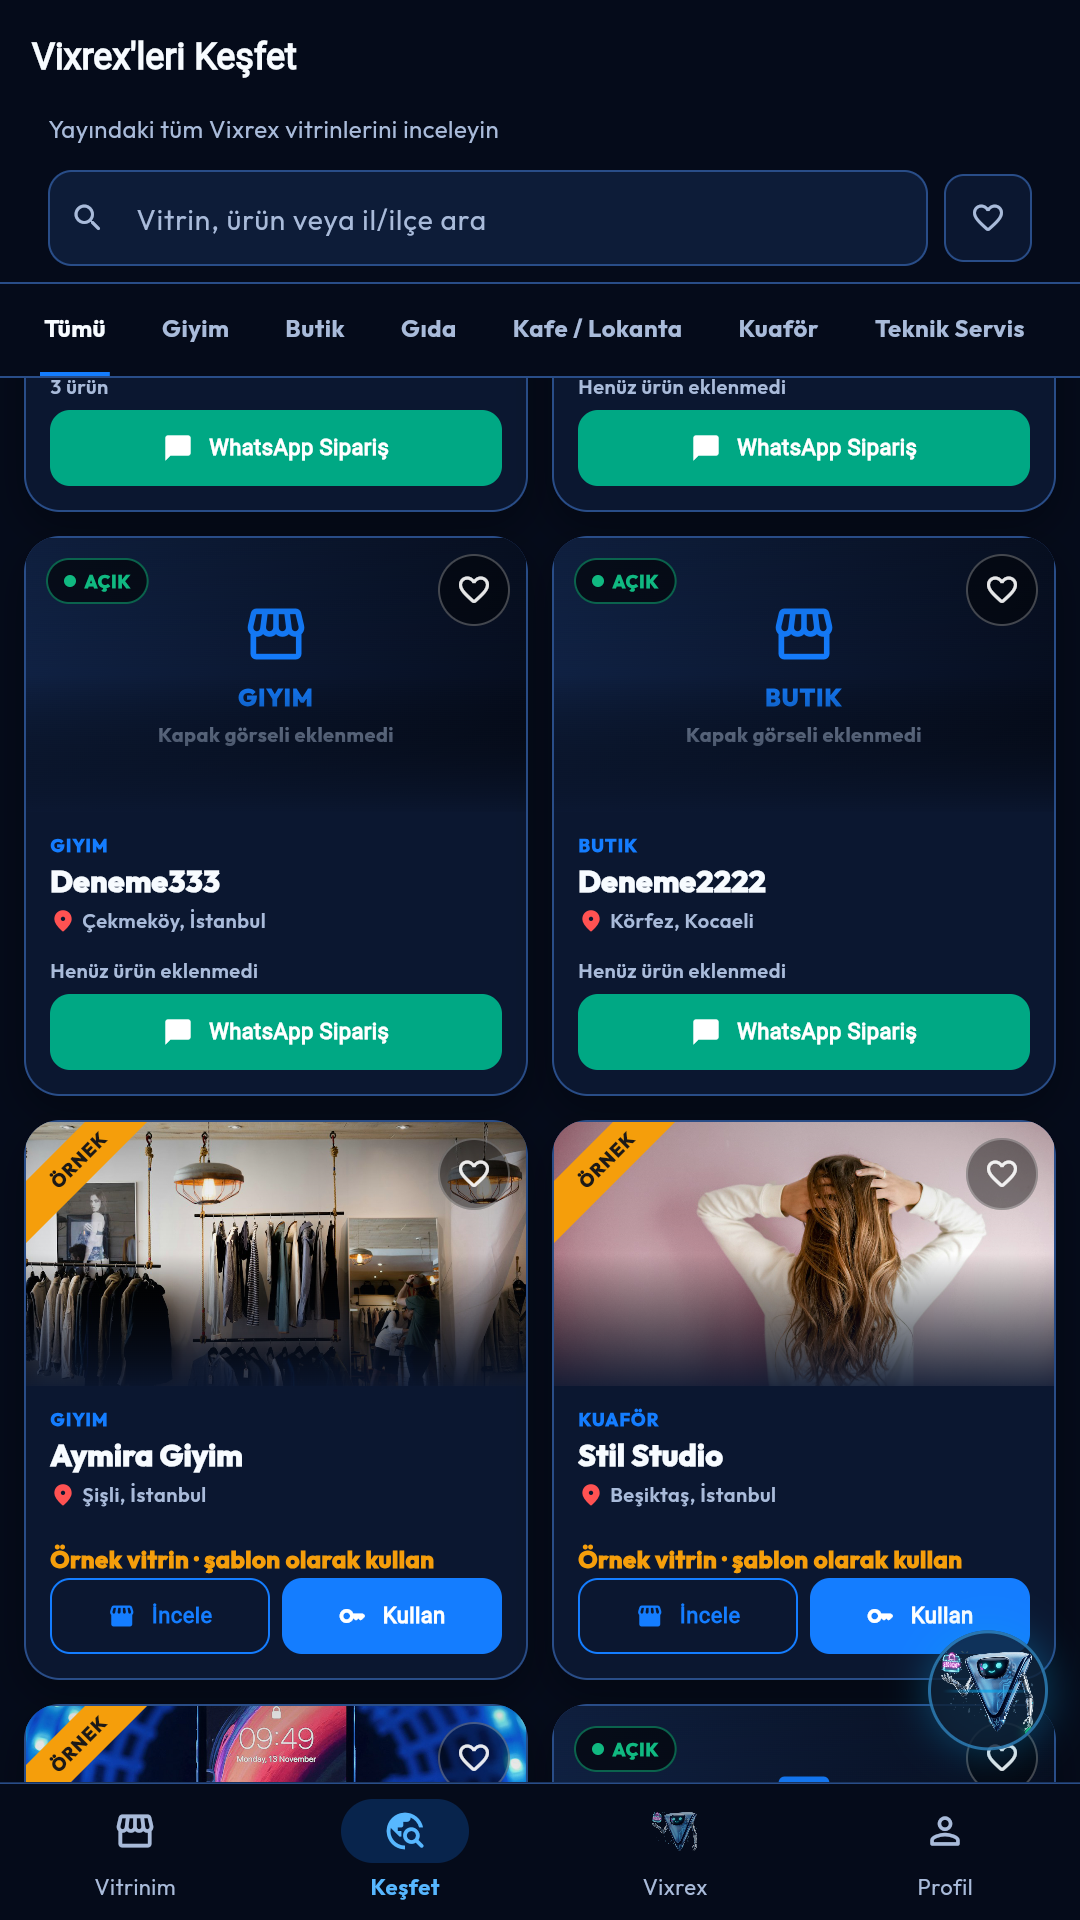 Vixrex'leri Keşfet
Yayındaki tüm Vixrex vitrinlerini inceleyin
Vitrin, ürün veya il/ilçe ara
Tümü Giyim Butik Gıda Kafe / Lokanta Kuaför Teknik Servis
3 ürün
WhatsApp Sipariş
Henüz ürün eklenmedi
WhatsApp Sipariş
AÇIK
GIYIM
Kapak görseli eklenmedi
GIYIM
Deneme333
Çekmeköy, İstanbul
Henüz ürün eklenmedi
WhatsApp Sipariş
AÇIK
BUTIK
Kapak görseli eklenmedi
BUTIK
Deneme2222
Körfez, Kocaeli
Henüz ürün eklenmedi
WhatsApp Sipariş
ÖRNEK
GIYIM
Aymira Giyim
Şişli, İstanbul
Örnek vitrin • şablon olarak kullan
İncele Kullan
ÖRNEK
KUAFÖR
Stil Studio
Beşiktaş, İstanbul
Örnek vitrin • şablon olarak kullan
İncele Kullan
ÖRNEK
09:49
Monday, 13 November
AÇIK
Vitrinim Keşfet Vixrex Profil